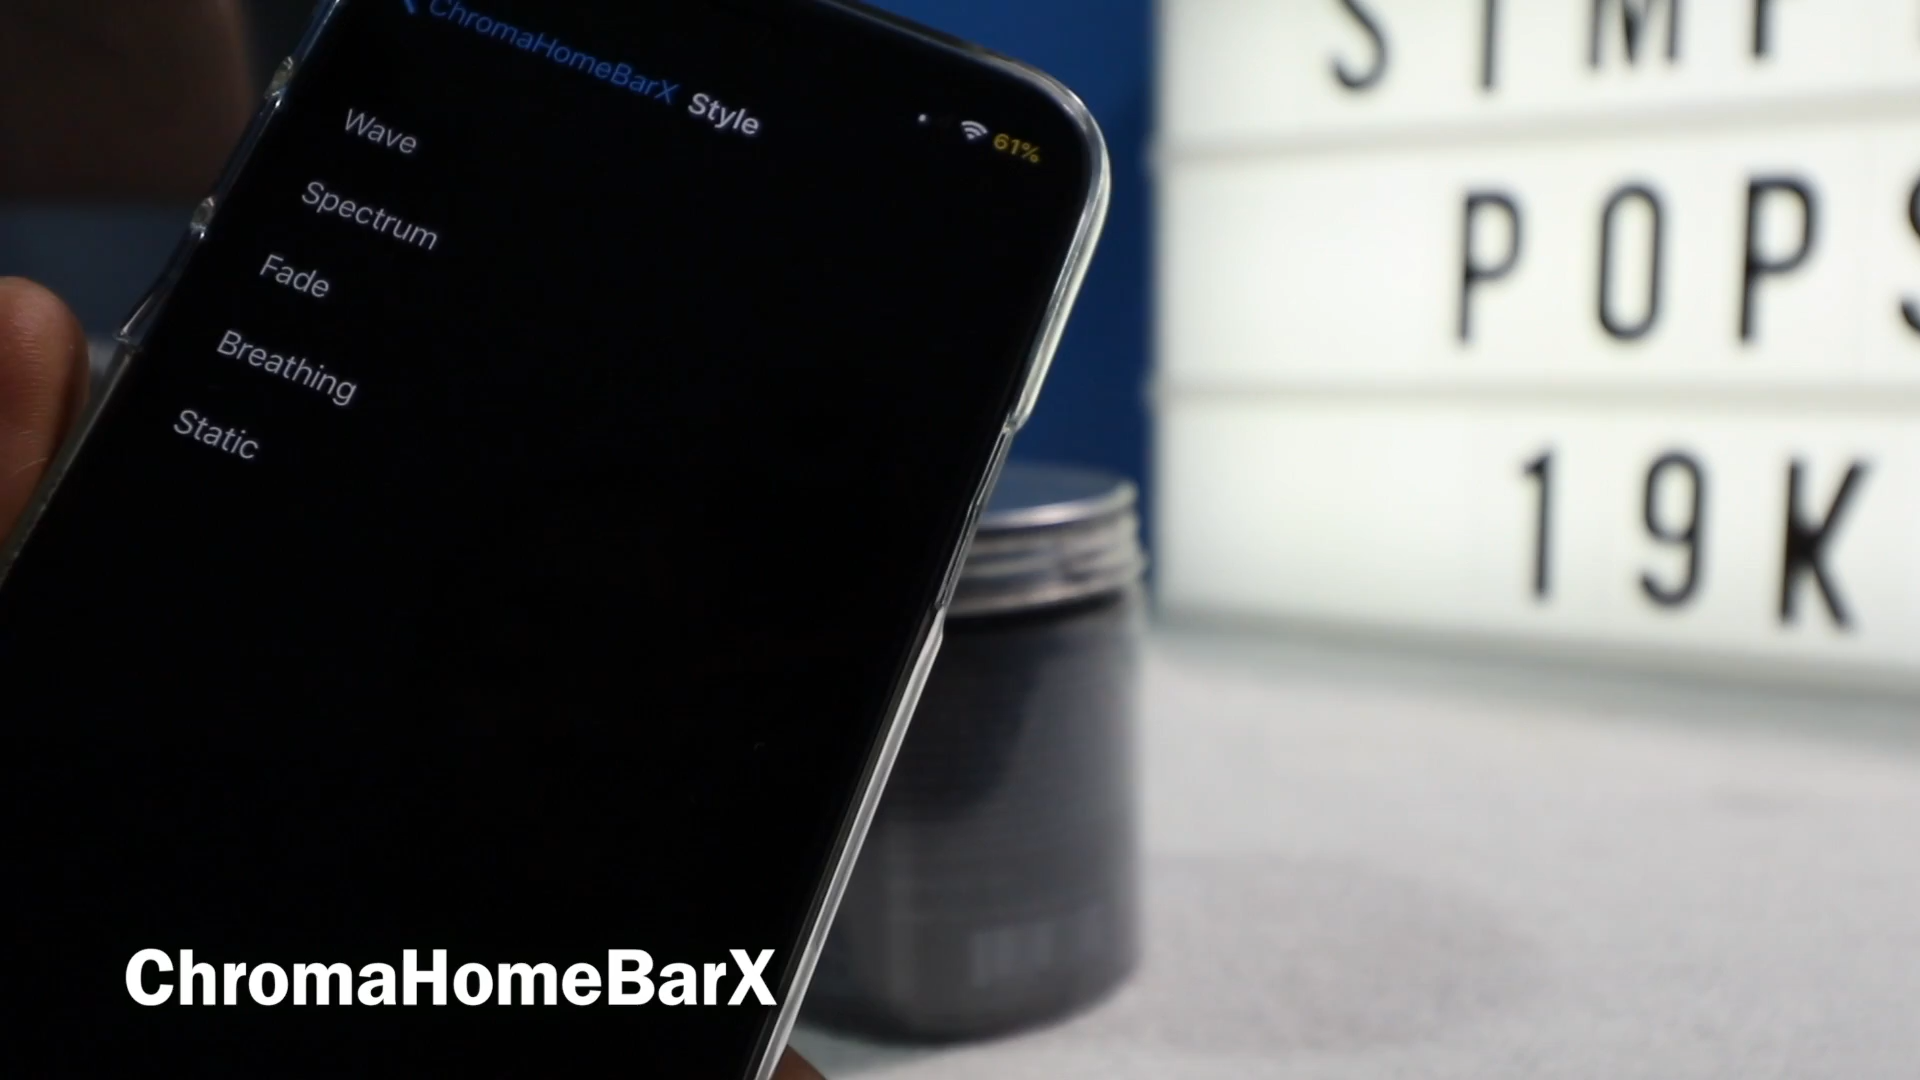 ChromaHomeBarX Style
61%
Wave
Spectrum
Fade
Breathing
Static
POPS
19K
ChromaHomeBarX